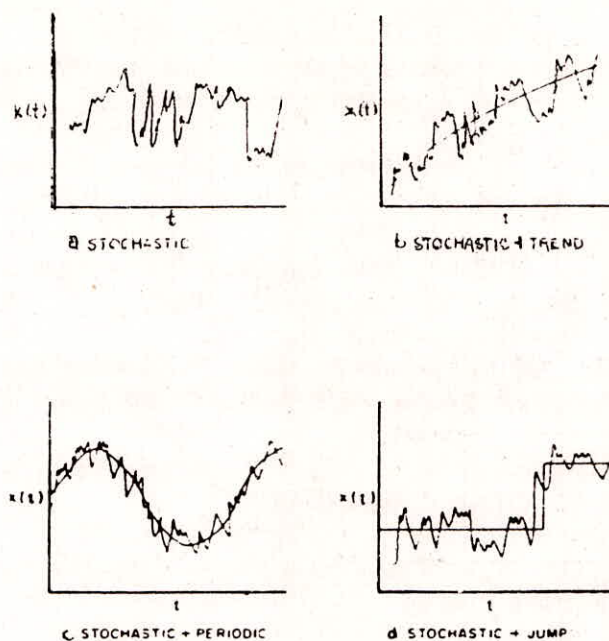 x(t)
t
a STOCHASTIC
x(t)
t
b STOCHASTIC + TREND
x(t)
t
c STOCHASTIC + PERIODIC
x(t)
t
d STOCHASTIC + JUMP